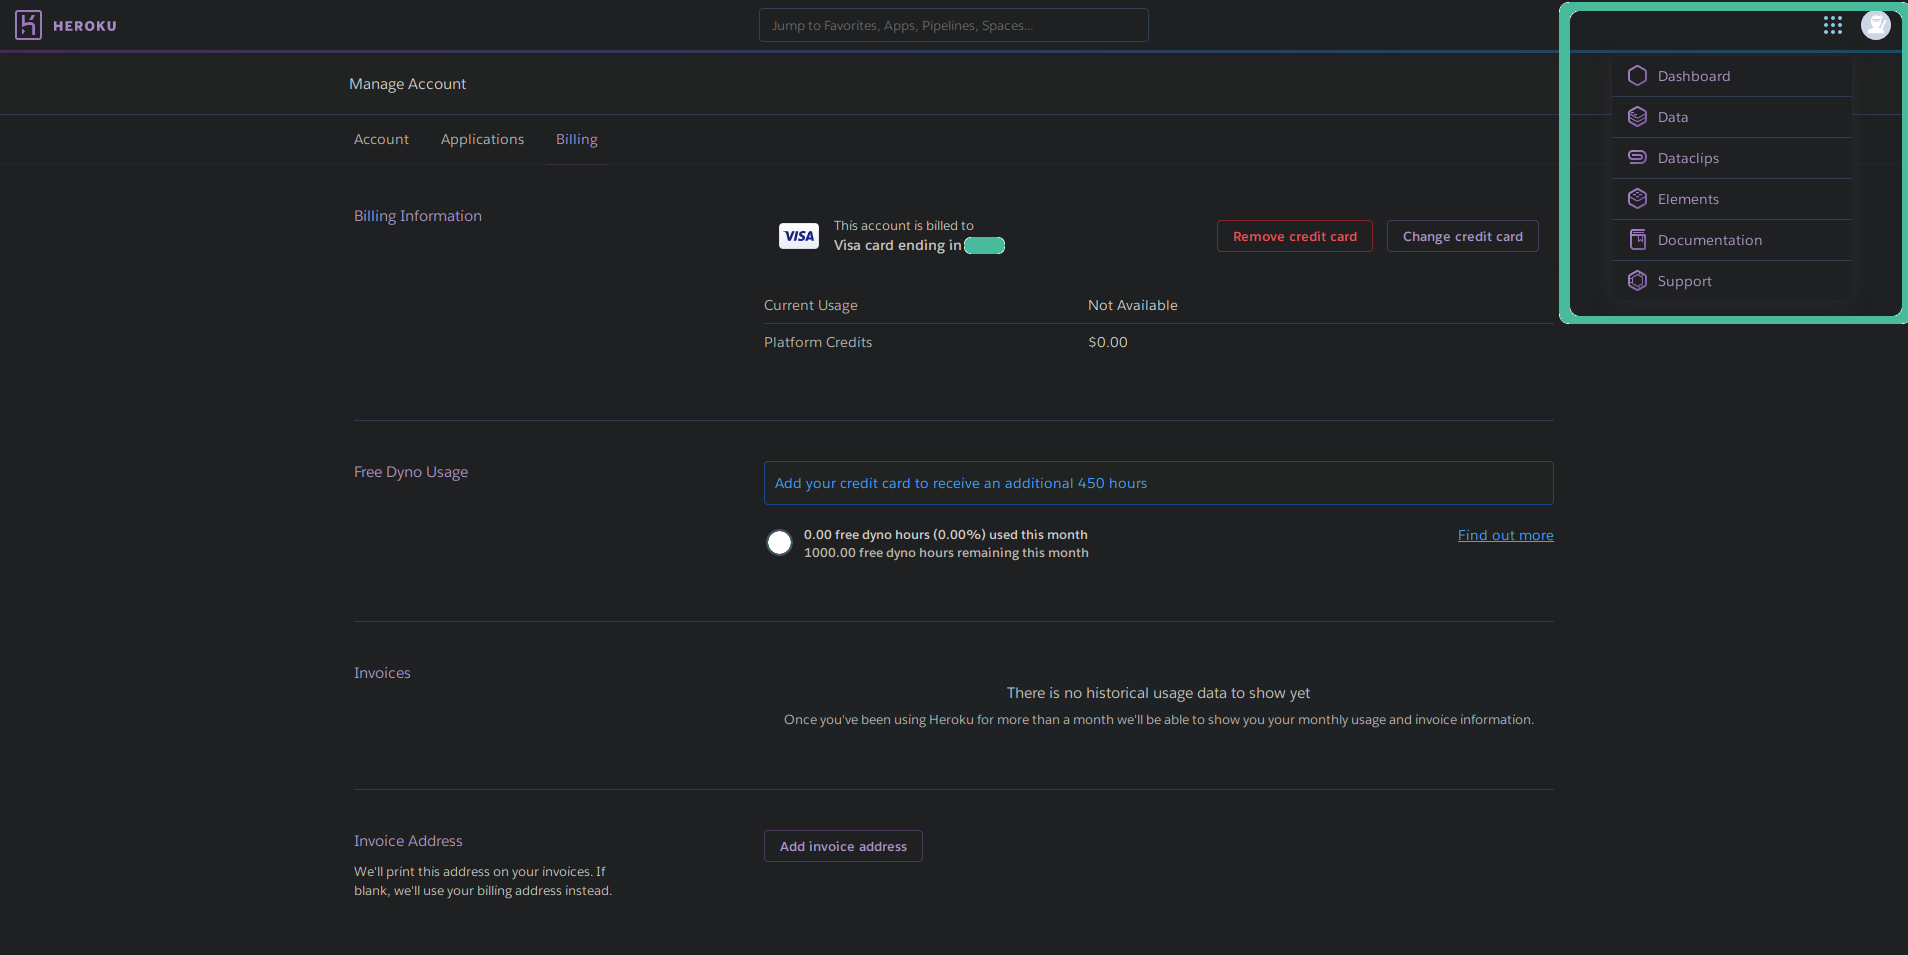 HEROKU
Jump to Favorites, Apps, Pipelines, Spaces...
Manage Account
Account Applications Billing
Dashboard
Data
Dataclips
Elements
Documentation
Support
Billing Information
VISA
This account is billed to
Visa card ending in
Remove credit card
Change credit card
Current Usage Not Available
Platform Credits $0.00
Free Dyno Usage
Add your credit card to receive an additional 450 hours
0.00 free dyno hours (0.00%) used this month
1000.00 free dyno hours remaining this month
Find out more
Invoices
There is no historical usage data to show yet
Once you've been using Heroku for more than a month we'll be able to show you your monthly usage and invoice information.
Invoice Address
We'll print this address on your invoices. If
blank, we'll use your billing address instead.
Add invoice address